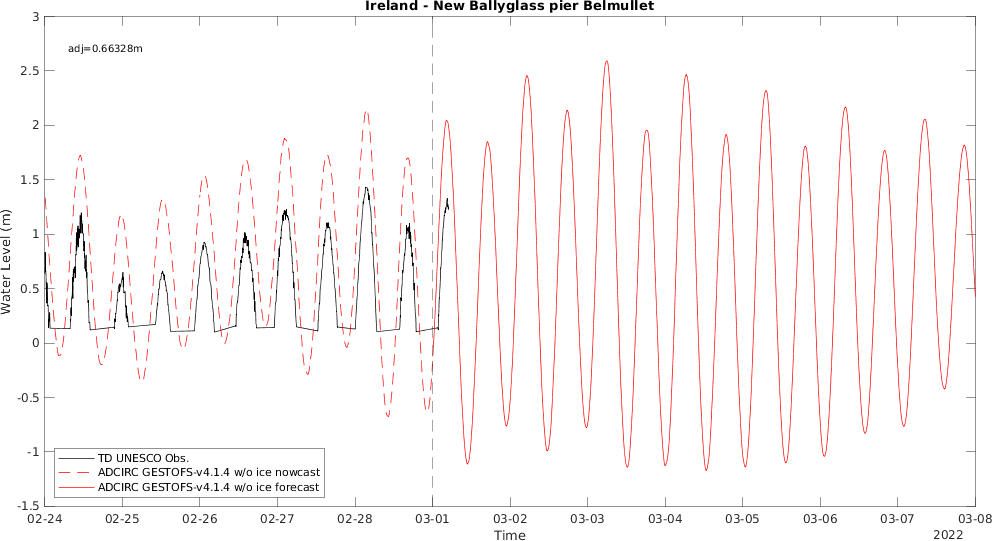 Ireland - New Ballyglass pier Belmullet
adj=0.66328m
Water Level (m)
3
2.5
2
1.5
1
0.5
0
-0.5
-1
-1.5
TD UNESCO Obs.
ADCIRC GESTOFS-v4.1.4 w/o ice nowcast
ADCIRC GESTOFS-v4.1.4 w/o ice forecast
02-24 02-25 02-26 02-27 02-28 03-01 03-02 03-03 03-04 03-05 03-06 03-07 03-08
Time
2022